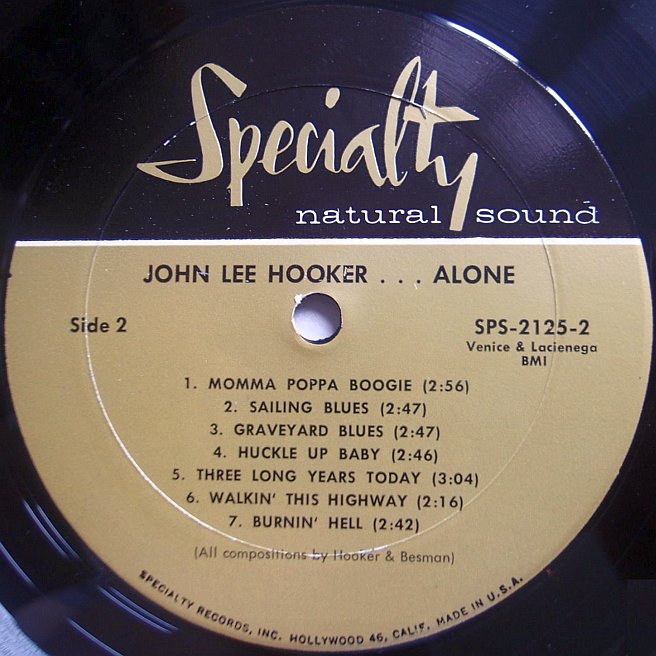 Specialty
natural sound
JOHN LEE HOOKER . . . ALONE
Side 2
SPS-2125-2
Venice & Lacienega
BMI
1. MOMMA POPPA BOOGIE (2:56)
2. SAILING BLUES (2:47)
3. GRAVEYARD BLUES (2:47)
4. HUCKLE UP BABY (2:46)
5. THREE LONG YEARS TODAY (3:04)
6. WALKIN' THIS HIGHWAY (2:16)
7. BURNIN' HELL (2:42)
(All compositions by Hooker & Besman)
SPECIALTY RECORDS, INC. HOLLYWOOD 46, CALIF. MADE IN U.S.A.